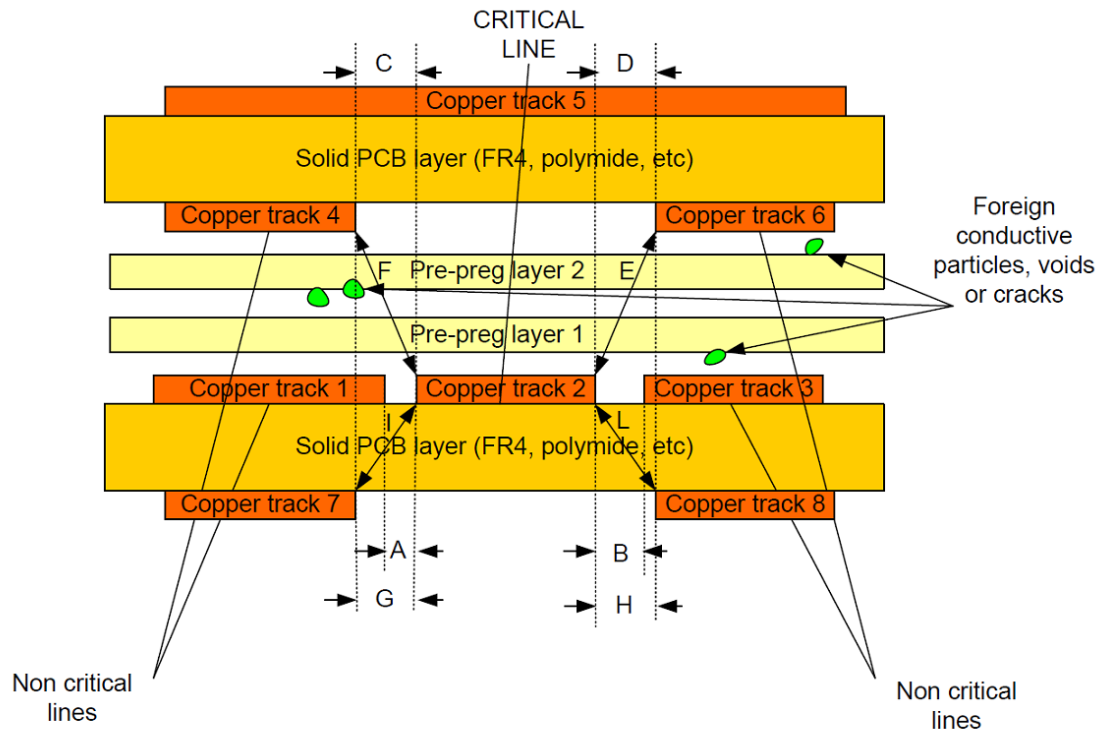 CRITICAL
LINE
C
D
Copper track 5
Solid PCB layer (FR4, polymide, etc)
Copper track 4
Copper track 6
Foreign
conductive
particles, voids
or cracks
F
Pre-preg layer 2
E
Pre-preg layer 1
Copper track 1
Copper track 2
Copper track 3
I
L
Solid PCB layer (FR4, polymide, etc)
Copper track 7
Copper track 8
A
B
G
H
Non critical
lines
Non critical
lines